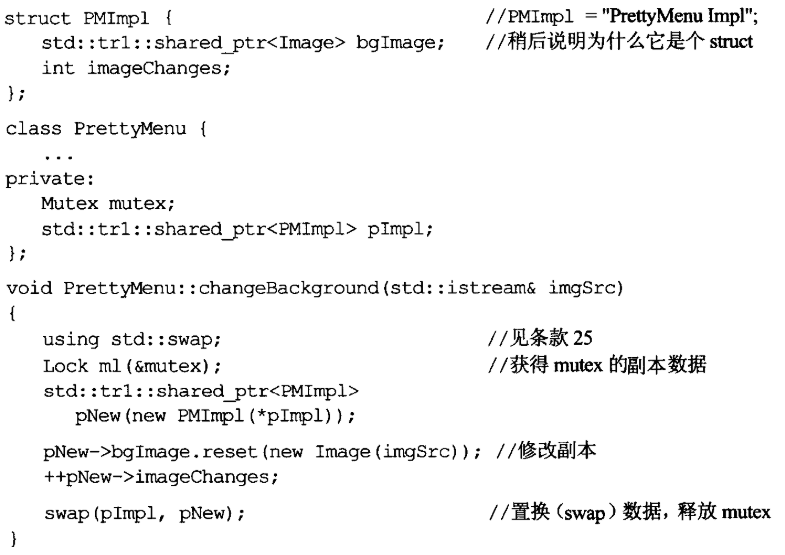 struct PMImpl { //PMImpl = "PrettyMenu Impl";
std::tr1::shared_ptr<Image> bgImage; //稍后说明为什么它是个 struct
int imageChanges;
};
class PrettyMenu {
...
private:
Mutex mutex;
std::tr1::shared_ptr<PMImpl> pImpl;
};
void PrettyMenu::changeBackground(std::istream& imgSrc)
{
using std::swap; //见条款 25
Lock ml(&mutex); //获得 mutex 的副本数据
std::tr1::shared_ptr<PMImpl>
pNew(new PMImpl(*pImpl));
pNew->bgImage.reset(new Image(imgSrc)); //修改副本
++pNew->imageChanges;
swap(pImpl, pNew); //置换（swap）数据，释放 mutex
}